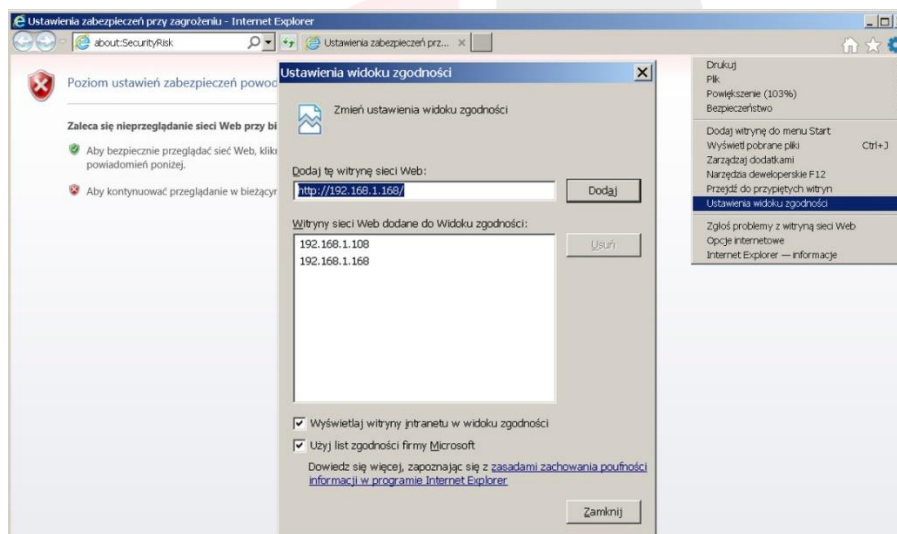 Ustawienia zabezpieczeń przy zagrożeniu - Internet Explorer
about:SecurityRisk
Ustawienia zabezpieczeń prz...
Poziom ustawień zabezpieczeń powod
Zaleca się nieprzeglądanie sieci Web przy bi
Aby bezpiecznie przeglądać sieć Web, klik
powiadomień poniżej.
Aby kontynuować przeglądanie w bieżącyr
Ustawienia widoku zgodności
Zmień ustawienia widoku zgodności
Dodaj tę witrynę sieci Web:
http://192.168.1.168/
Dodaj
Witryny sieci Web dodane do Widoku zgodności:
192.168.1.108
192.168.1.168
Usuń
Wyświetlaj witryny intranetu w widoku zgodności
Użyj list zgodności firmy Microsoft
Dowiedz się więcej, zapoznając się z zasadami zachowania poufności
informacji w programie Internet Explorer
Zamknij
Drukuj
Plik
Powiększenie (103%)
Bezpieczeństwo
Dodaj witrynę do menu Start
Wyświetl pobrane pliki Ctrl+J
Zarządzaj dodatkami
Narzędzia deweloperskie F12
Przejdź do przypiętych witryn
Ustawienia widoku zgodności
Zgłoś problemy z witryną sieci Web
Opcje internetowe
Internet Explorer — informacje